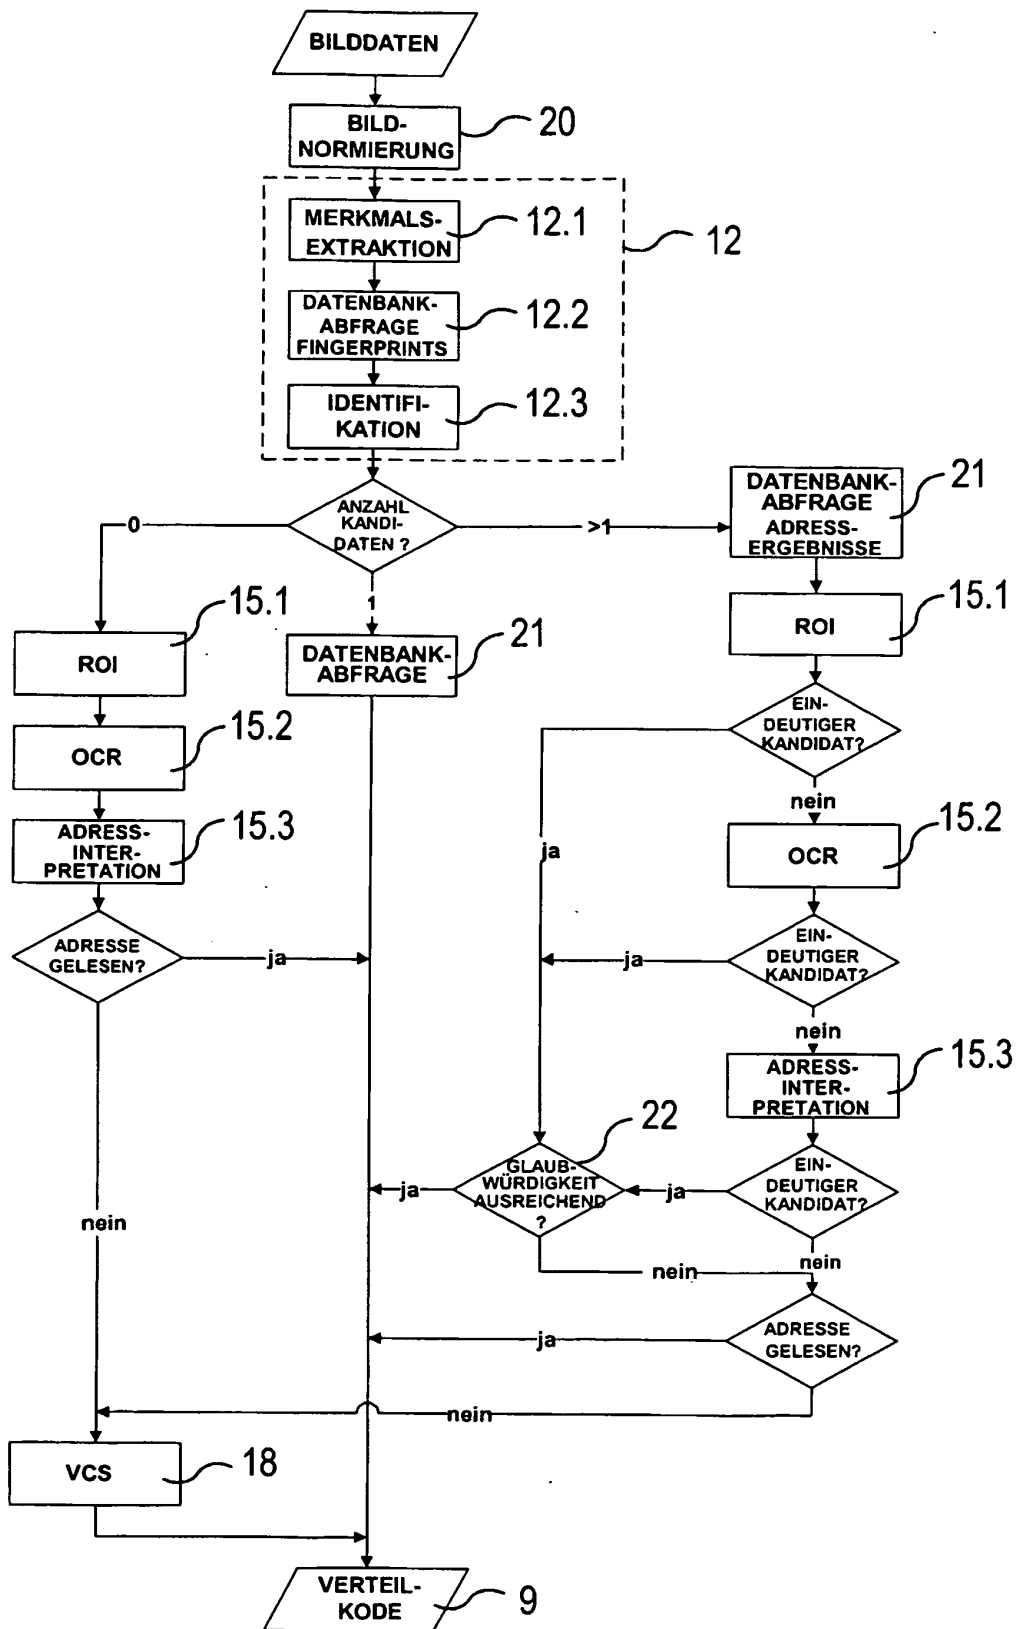 BILDDATEN
BILD-
NORMIERUNG
20
MERKMALS-
EXTRAKTION
12.1
12
DATENBANK-
ABFRAGE
FINGERPRINTS
12.2
IDENTIFI-
KATION
12.3
ANZAHL
KANDI-
DATEN ?
0
>1
1
DATENBANK-
ABFRAGE
ADRESS-
ERGEBNISSE
21
ROI
15.1
OCR
15.2
ADRESS-
INTER-
PRETATION
15.3
ADRESSE
GELESEN?
ja
nein
DATENBANK-
ABFRAGE
21
ROI
15.1
EIN-
DEUTIGER
KANDIDAT?
ja
nein
OCR
15.2
EIN-
DEUTIGER
KANDIDAT?
ja
nein
ADRESS-
INTER-
PRETATION
15.3
EIN-
DEUTIGER
KANDIDAT?
ja
nein
GLAUB-
WÜRDIGKEIT
AUSREICHEND
?
22
ja
nein
ADRESSE
GELESEN?
ja
nein
VCS
18
VERTEIL-
KODE
9